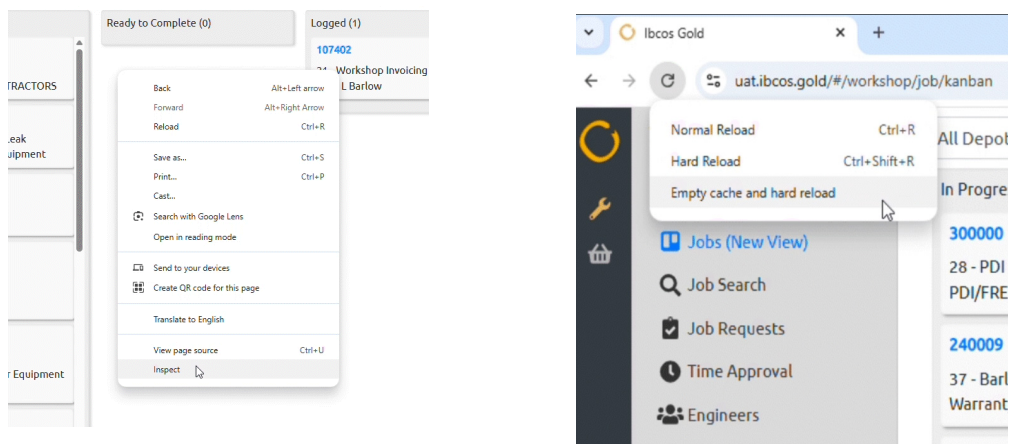 Ready to Complete (0)
Logged (1)
107402
Workshop Invoicing
L Barlow
TRACTORS
Leak
uipment
r Equipment
Back Alt+Left arrow
Forward Alt+Right Arrow
Reload Ctrl+R
Save as... Ctrl+S
Print... Ctrl+P
Cast...
Search with Google Lens
Open in reading mode
Send to your devices
Create QR code for this page
Translate to English
View page source Ctrl+U
Inspect
Ibcos Gold
uat.ibcos.gold/#/workshop/job/kanban
Normal Reload Ctrl+R
Hard Reload Ctrl+Shift+R
Empty cache and hard reload
Jobs (New View)
Job Search
Job Requests
Time Approval
Engineers
All Depot
In Progre
300000
28 - PDI
PDI/FRE
240009
37 - Barl
Warrant